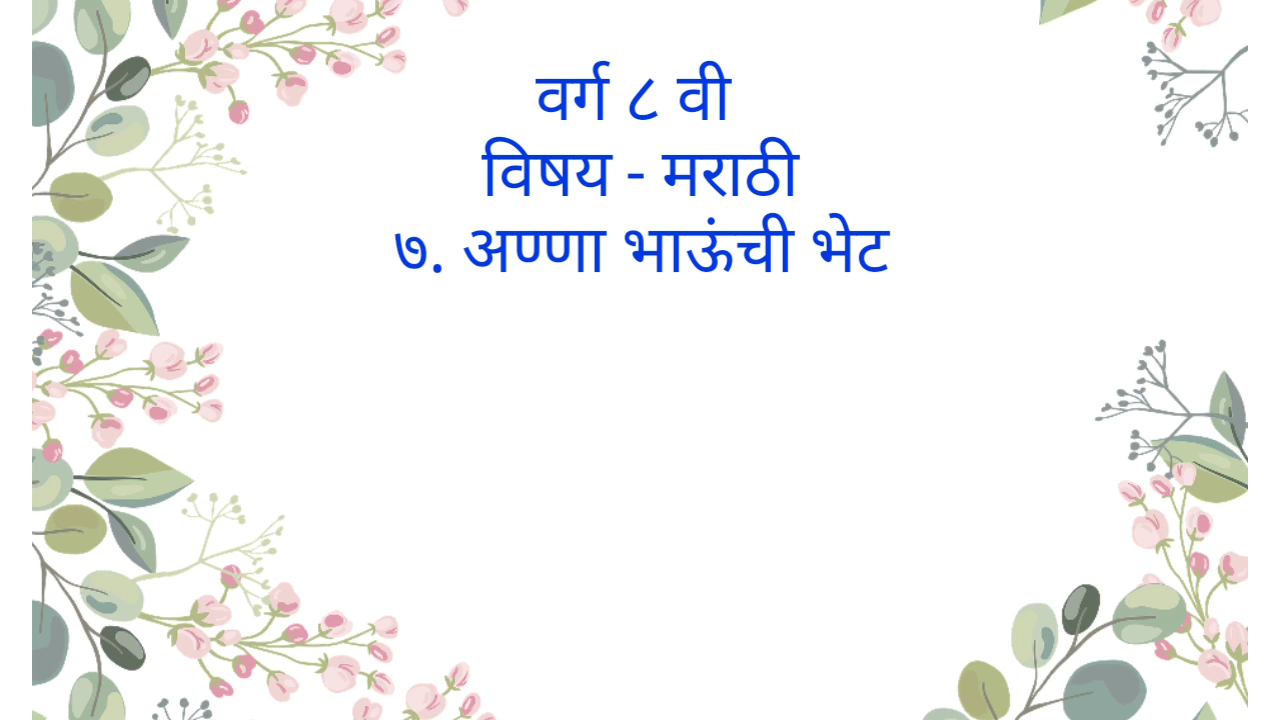 वर्ग ८ वी
विषय - मराठी
७. अण्णा भाऊंची भेट